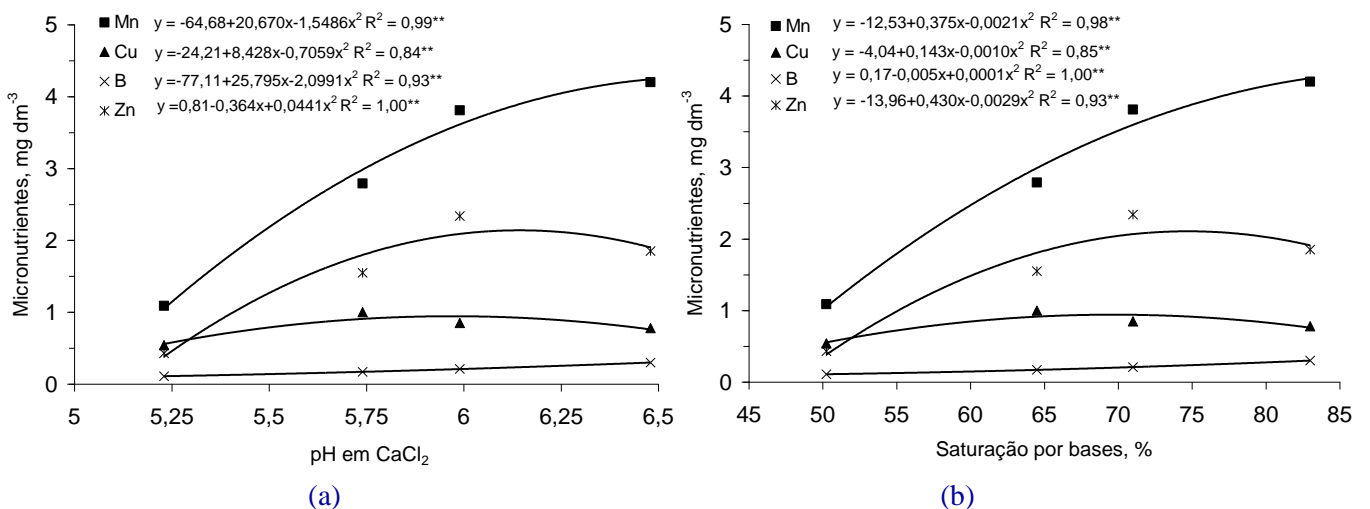 Mn y = -64,68+20,670x-1,5486x² R² = 0,99**
Cu y =-24,21+8,428x-0,7059x² R² = 0,84**
B y =-77,11+25,795x-2,0991x² R² = 0,93**
Zn y =0,81-0,364x+0,0441x² R² = 1,00**
Micronutrientes, mg dm⁻³
5
4
3
2
1
0
5 5,25 5,5 5,75 6 6,25 6,5
pH em CaCl₂
(a)
Mn y = -12,53+0,375x-0,0021x² R² = 0,98**
Cu y =-4,04+0,143x-0,0010x² R² = 0,85**
B y = 0,17-0,005x+0,0001x² R² = 1,00**
Zn y = -13,96+0,430x-0,0029x² R² = 0,93**
Micronutrientes, mg dm⁻³
5
4
3
2
1
0
45 50 55 60 65 70 75 80 85
Saturação por bases, %
(b)